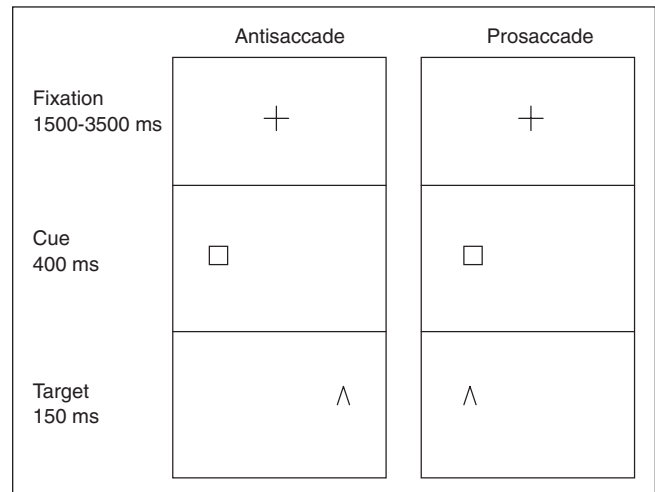 Antisaccade Prosaccade
Fixation
1500-3500 ms
Cue
400 ms
Target
150 ms